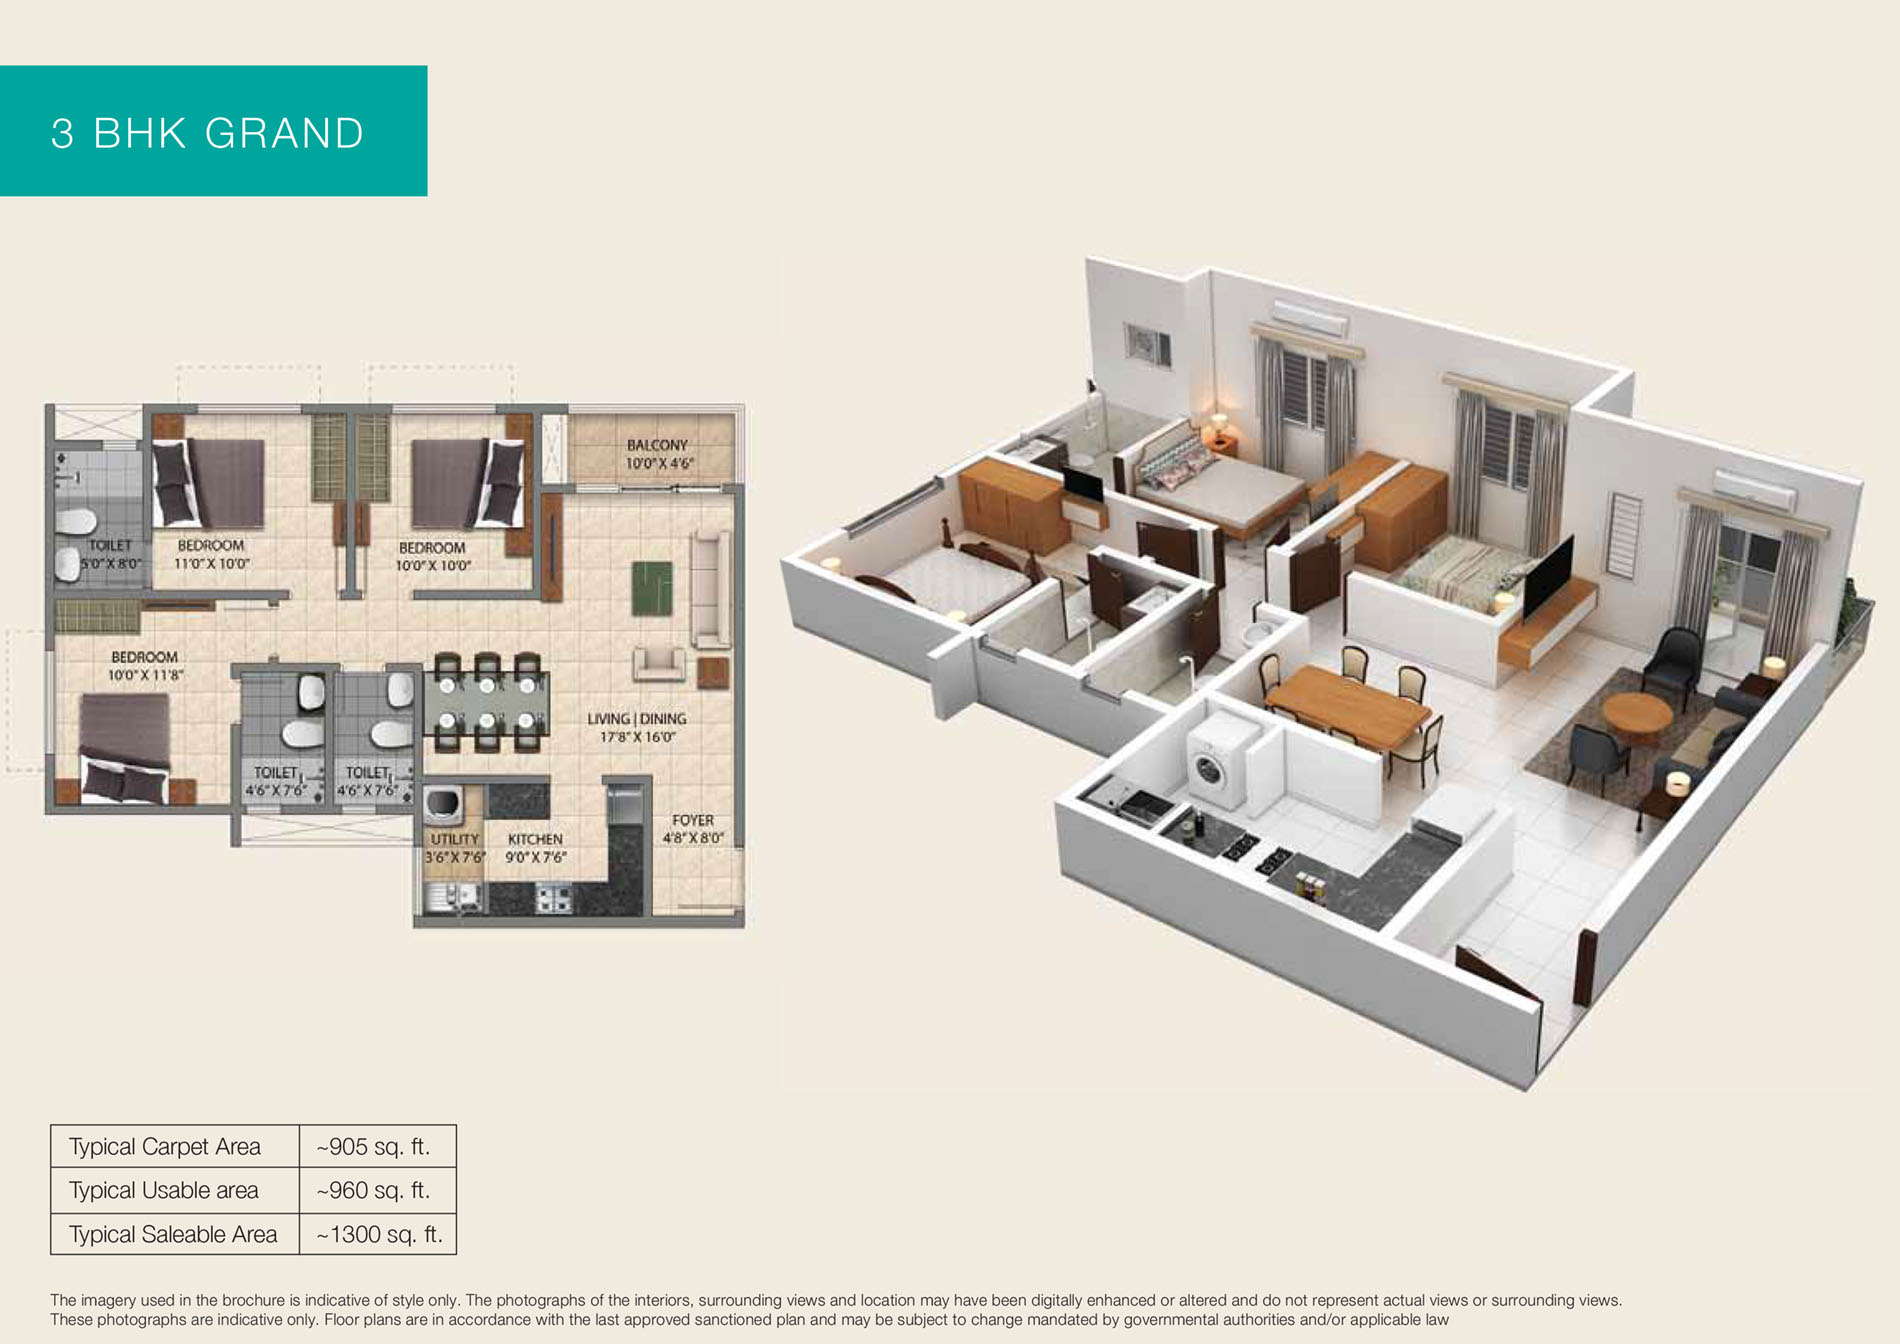 3 BHK GRAND
BALCONY
10'0" X 4'6"
TOILET
5'0" X 8'0"
BEDROOM
11'0" X 10'0"
BEDROOM
10'0" X 10'0"
BEDROOM
10'0" X 11'8"
LIVING | DINING
17'8" X 16'0"
TOILET
4'6" X 7'6"
TOILET
4'6" X 7'6"
FOYER
4'8" X 8'0"
UTILITY
3'6" X 7'6"
KITCHEN
9'0" X 7'6"
Typical Carpet Area ~905 sq. ft.
Typical Usable area ~960 sq. ft.
Typical Saleable Area ~1300 sq. ft.
The imagery used in the brochure is indicative of style only. The photographs of the interiors, surrounding views and location may have been digitally enhanced or altered and do not represent actual views or surrounding views.
These photographs are indicative only. Floor plans are in accordance with the last approved sanctioned plan and may be subject to change mandated by governmental authorities and/or applicable law